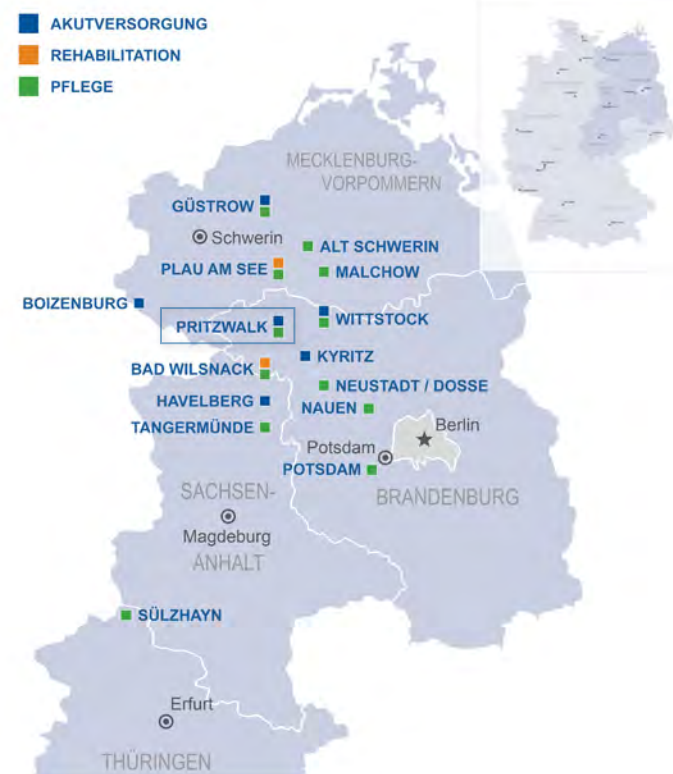 AKUTVERSORGUNG
REHABILITATION
PFLEGE
MECKLENBURG-
VORPOMMERN
GÜSTROW
Schwerin
ALT SCHWERIN
PLAU AM SEE
MALCHOW
BOIZENBURG
PRITZWALK
WITTSTOCK
KYRITZ
BAD WILSNACK
NEUSTADT / DOSSE
HAVELBERG
NAUEN
TANGERMÜNDE
Berlin
Potsdam
POTSDAM
BRANDENBURG
SACHSEN-
Magdeburg
ANHALT
SÜLZHAYN
Erfurt
THÜRINGEN